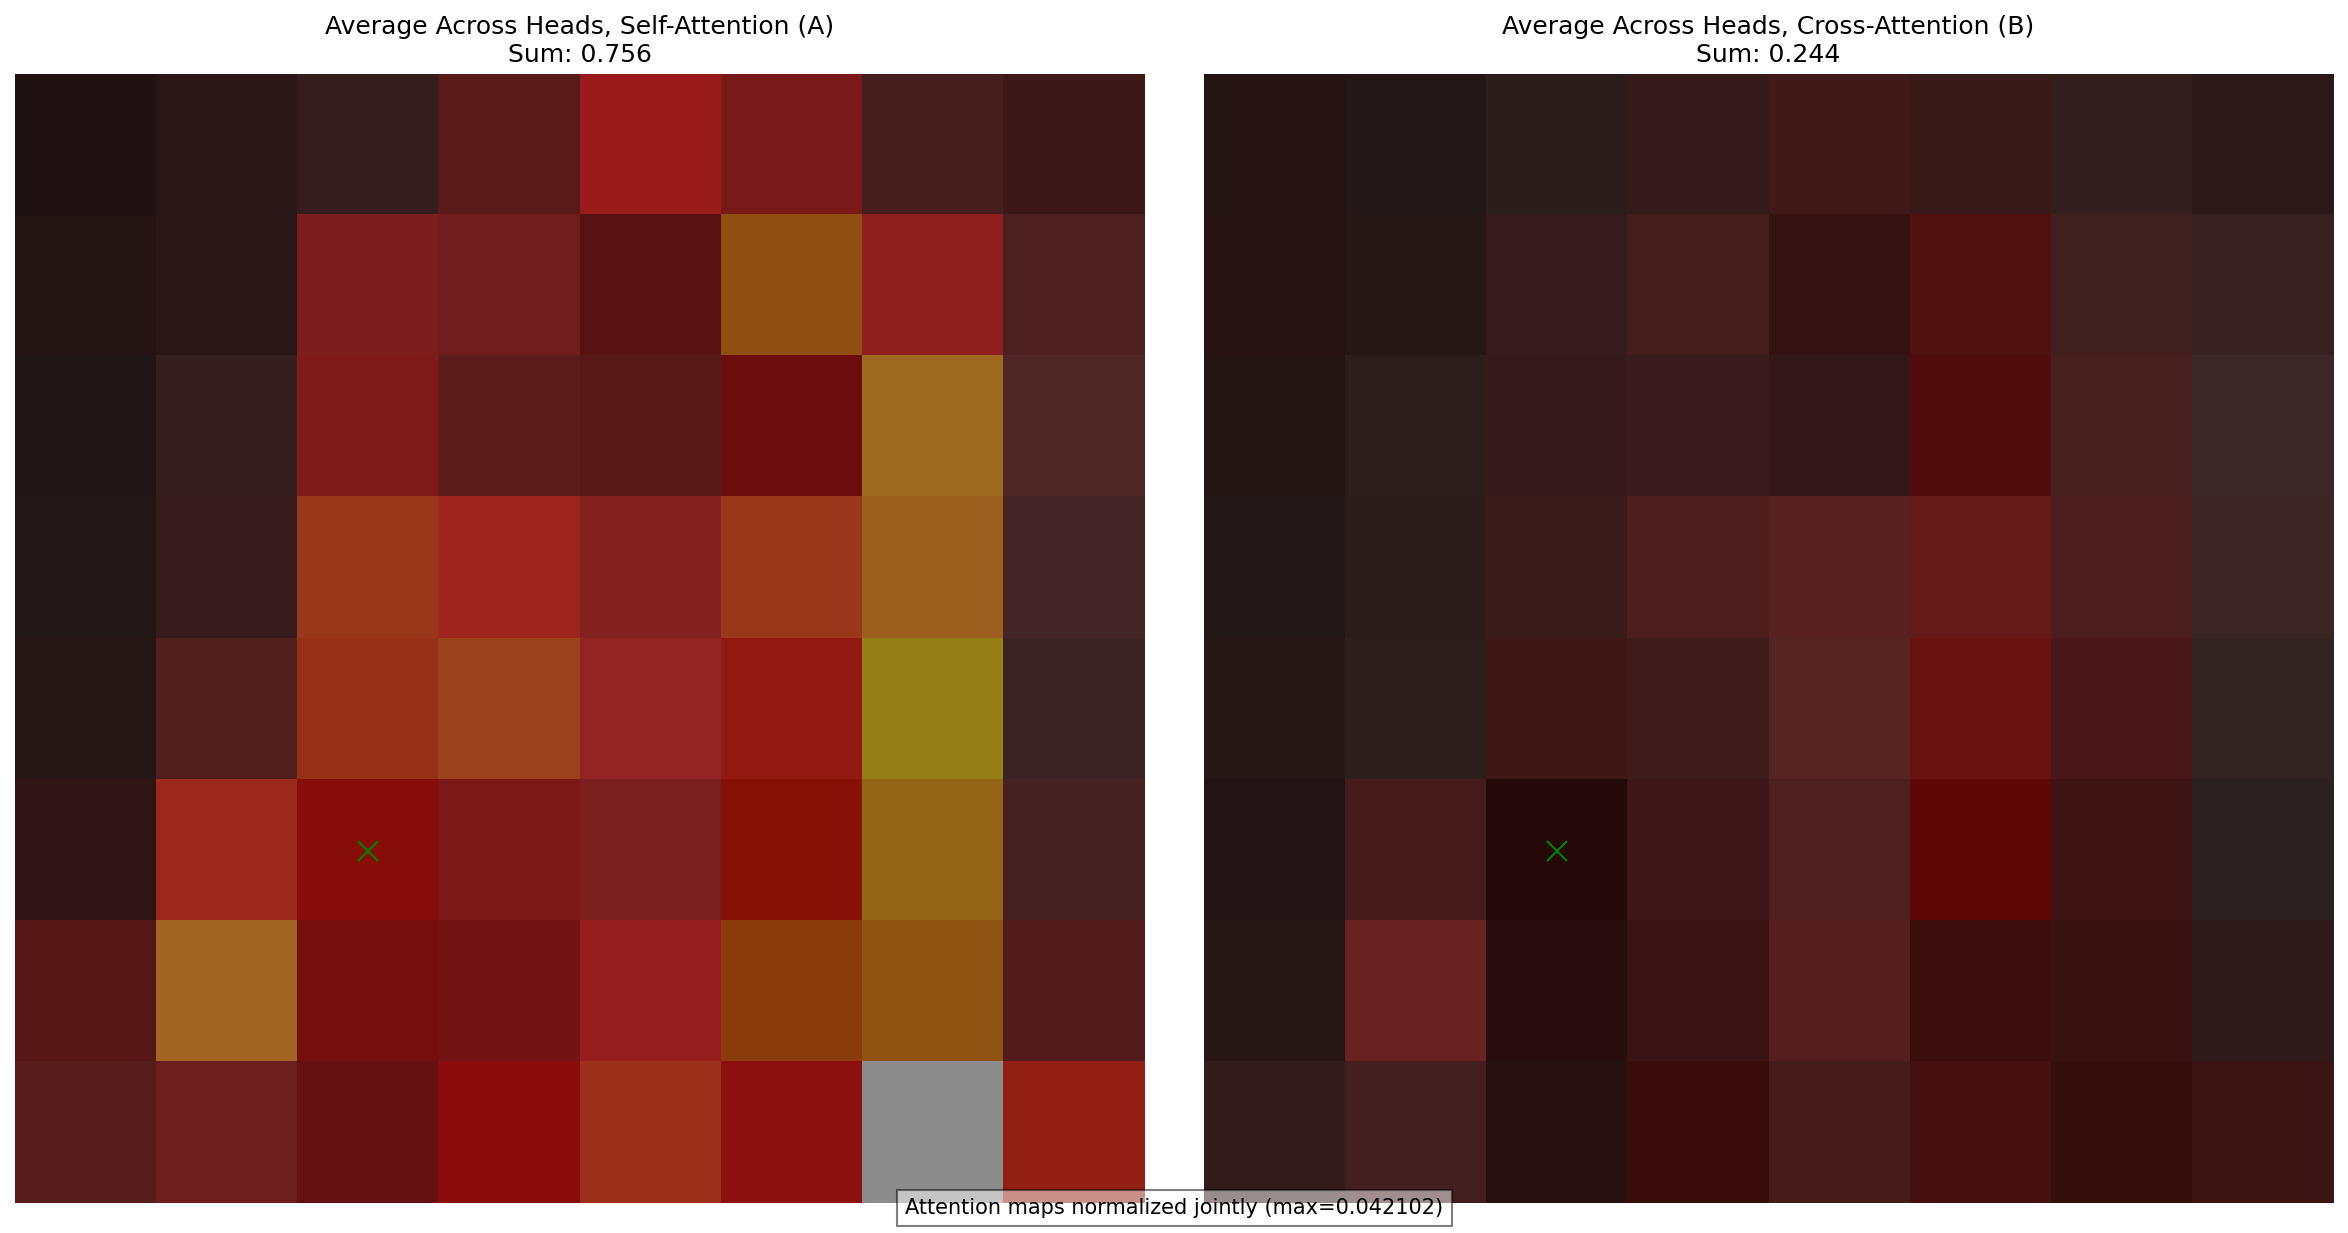 Average Across Heads, Self-Attention (A)
Sum: 0.756
Average Across Heads, Cross-Attention (B)
Sum: 0.244
Attention maps normalized jointly (max=0.042102)